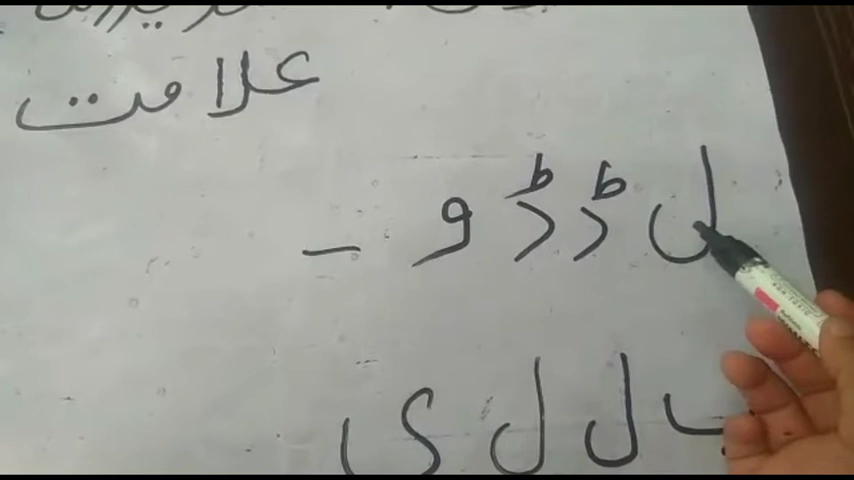 علامت
ل ڈ ڈ و -
ب ل ل ی